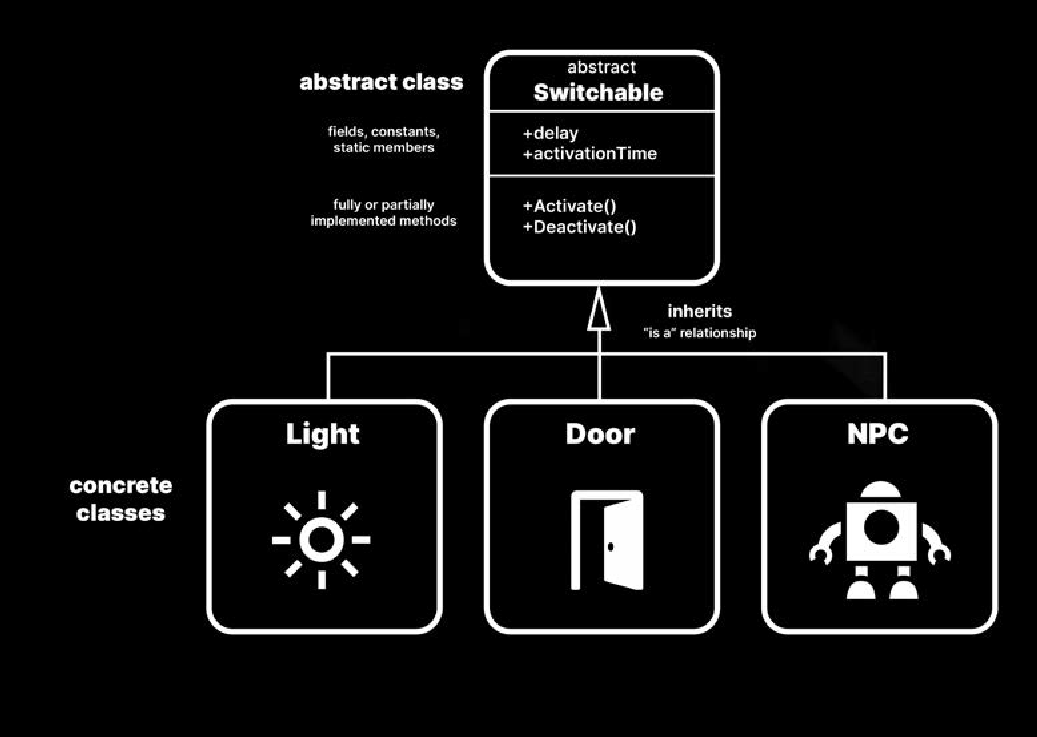 abstract class
abstract
Switchable
fields, constants,
static members
+delay
+activationTime
fully or partially
implemented methods
+Activate()
+Deactivate()
inherits
"is a" relationship
Light
Door
NPC
concrete
classes